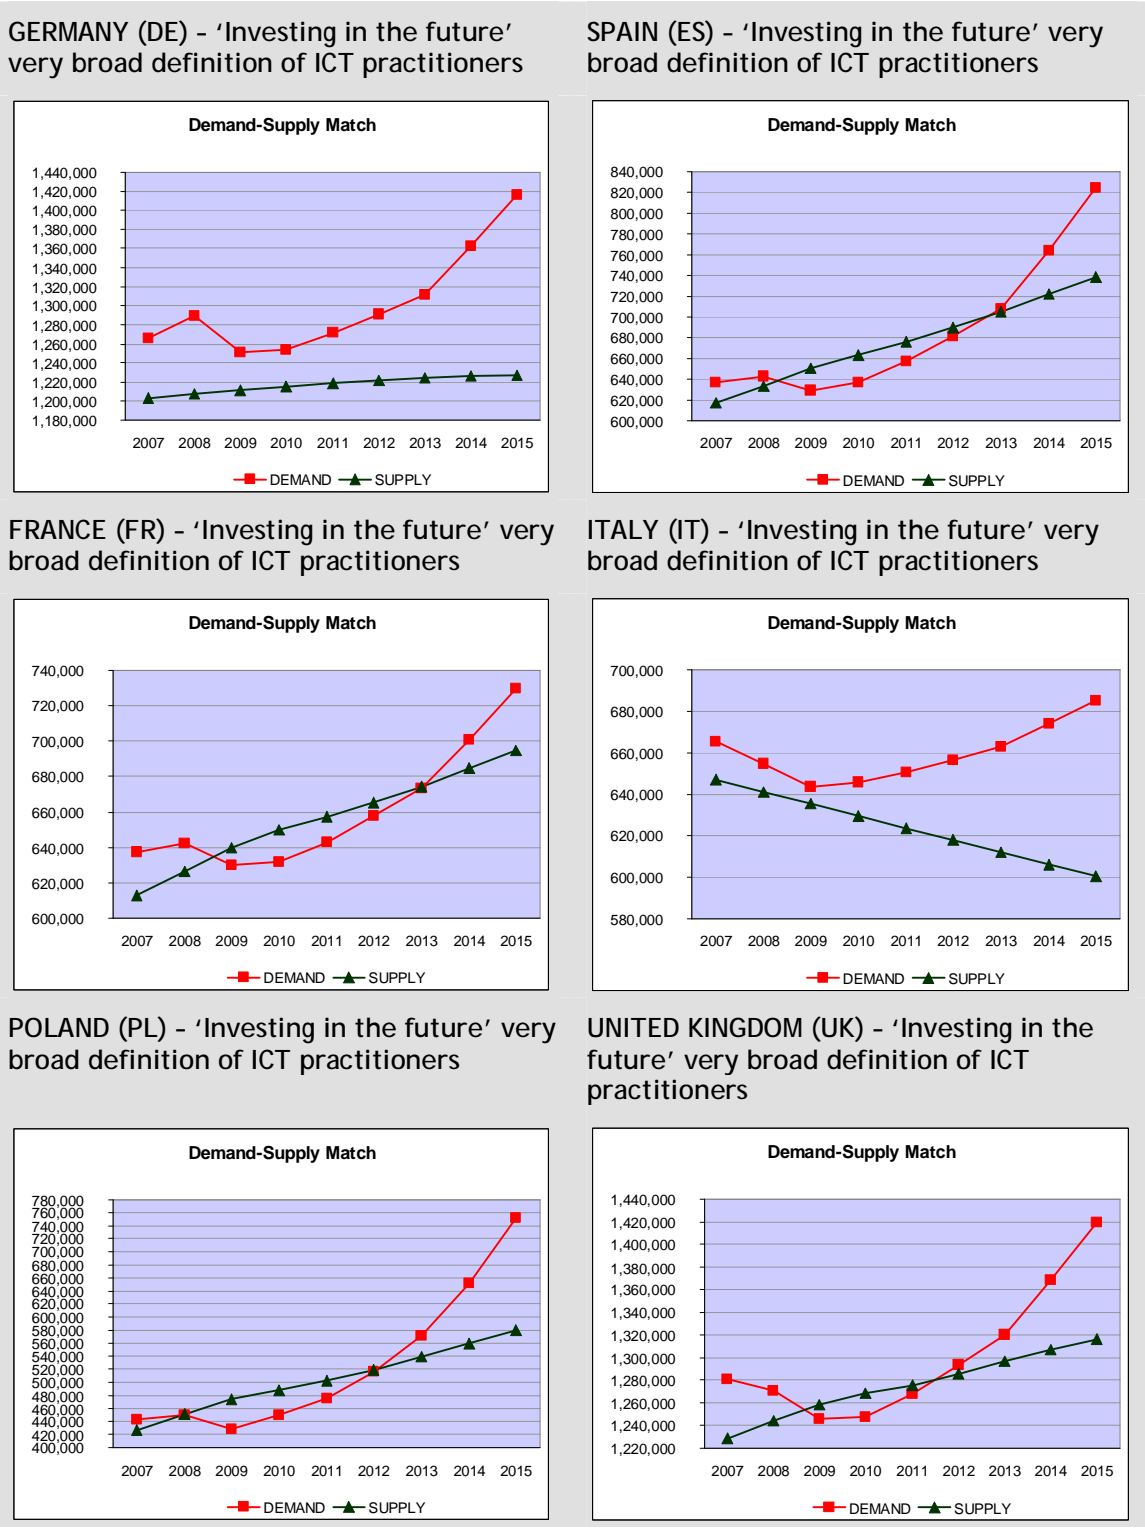 GERMANY (DE) – ‘Investing in the future’
very broad definition of ICT practitioners
Demand-Supply Match
1,440,000
1,420,000
1,400,000
1,380,000
1,360,000
1,340,000
1,320,000
1,300,000
1,280,000
1,260,000
1,240,000
1,220,000
1,200,000
1,180,000
2007 2008 2009 2010 2011 2012 2013 2014 2015
DEMAND SUPPLY
SPAIN (ES) – ‘Investing in the future’ very
broad definition of ICT practitioners
Demand-Supply Match
840,000
820,000
800,000
780,000
760,000
740,000
720,000
700,000
680,000
660,000
640,000
620,000
600,000
2007 2008 2009 2010 2011 2012 2013 2014 2015
DEMAND SUPPLY
FRANCE (FR) – ‘Investing in the future’ very
broad definition of ICT practitioners
Demand-Supply Match
740,000
720,000
700,000
680,000
660,000
640,000
620,000
600,000
2007 2008 2009 2010 2011 2012 2013 2014 2015
DEMAND SUPPLY
ITALY (IT) – ‘Investing in the future’ very
broad definition of ICT practitioners
Demand-Supply Match
700,000
680,000
660,000
640,000
620,000
600,000
580,000
2007 2008 2009 2010 2011 2012 2013 2014 2015
DEMAND SUPPLY
POLAND (PL) – ‘Investing in the future’ very
broad definition of ICT practitioners
Demand-Supply Match
780,000
760,000
740,000
720,000
700,000
680,000
660,000
640,000
620,000
600,000
580,000
560,000
540,000
520,000
500,000
480,000
460,000
440,000
420,000
400,000
2007 2008 2009 2010 2011 2012 2013 2014 2015
DEMAND SUPPLY
UNITED KINGDOM (UK) – ‘Investing in the
future’ very broad definition of ICT
practitioners
Demand-Supply Match
1,440,000
1,420,000
1,400,000
1,380,000
1,360,000
1,340,000
1,320,000
1,300,000
1,280,000
1,260,000
1,240,000
1,220,000
2007 2008 2009 2010 2011 2012 2013 2014 2015
DEMAND SUPPLY